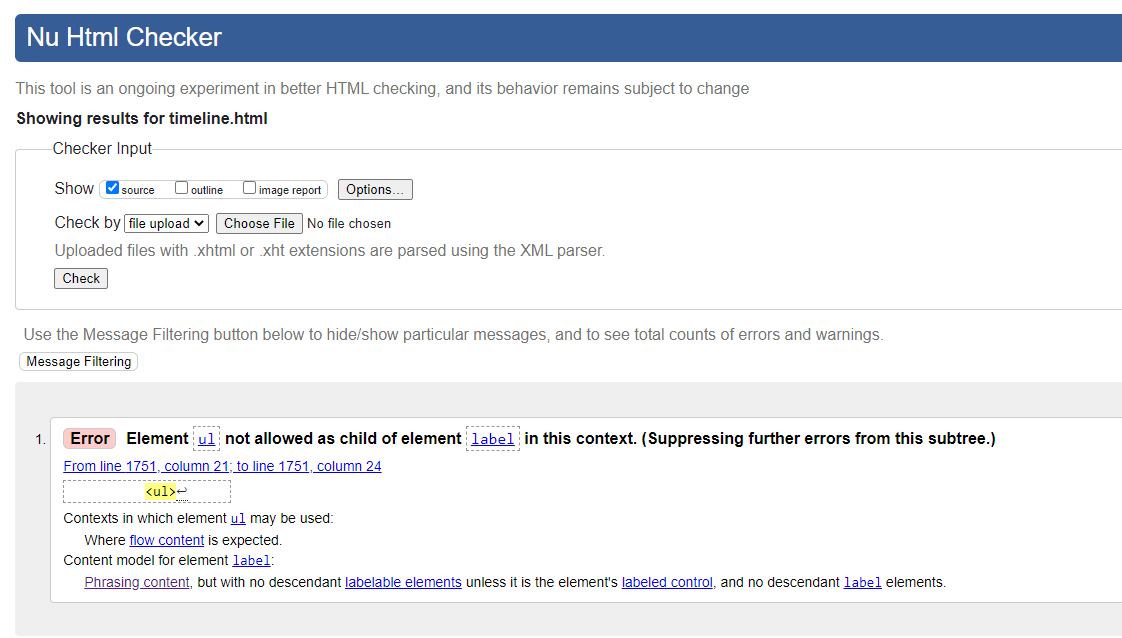 Nu Html Checker
This tool is an ongoing experiment in better HTML checking, and its behavior remains subject to change
Showing results for timeline.html
Checker Input
Show source outline image report Options...
Check by file upload Choose File No file chosen
Uploaded files with .xhtml or .xht extensions are parsed using the XML parser.
Check
Use the Message Filtering button below to hide/show particular messages, and to see total counts of errors and warnings.
Message Filtering
1. Error Element ul not allowed as child of element label in this context. (Suppressing further errors from this subtree.)
From line 1751, column 21; to line 1751, column 24
<ul>↩
Contexts in which element ul may be used:
Where flow content is expected.
Content model for element label:
Phrasing content, but with no descendant labelable elements unless it is the element's labeled control, and no descendant label elements.